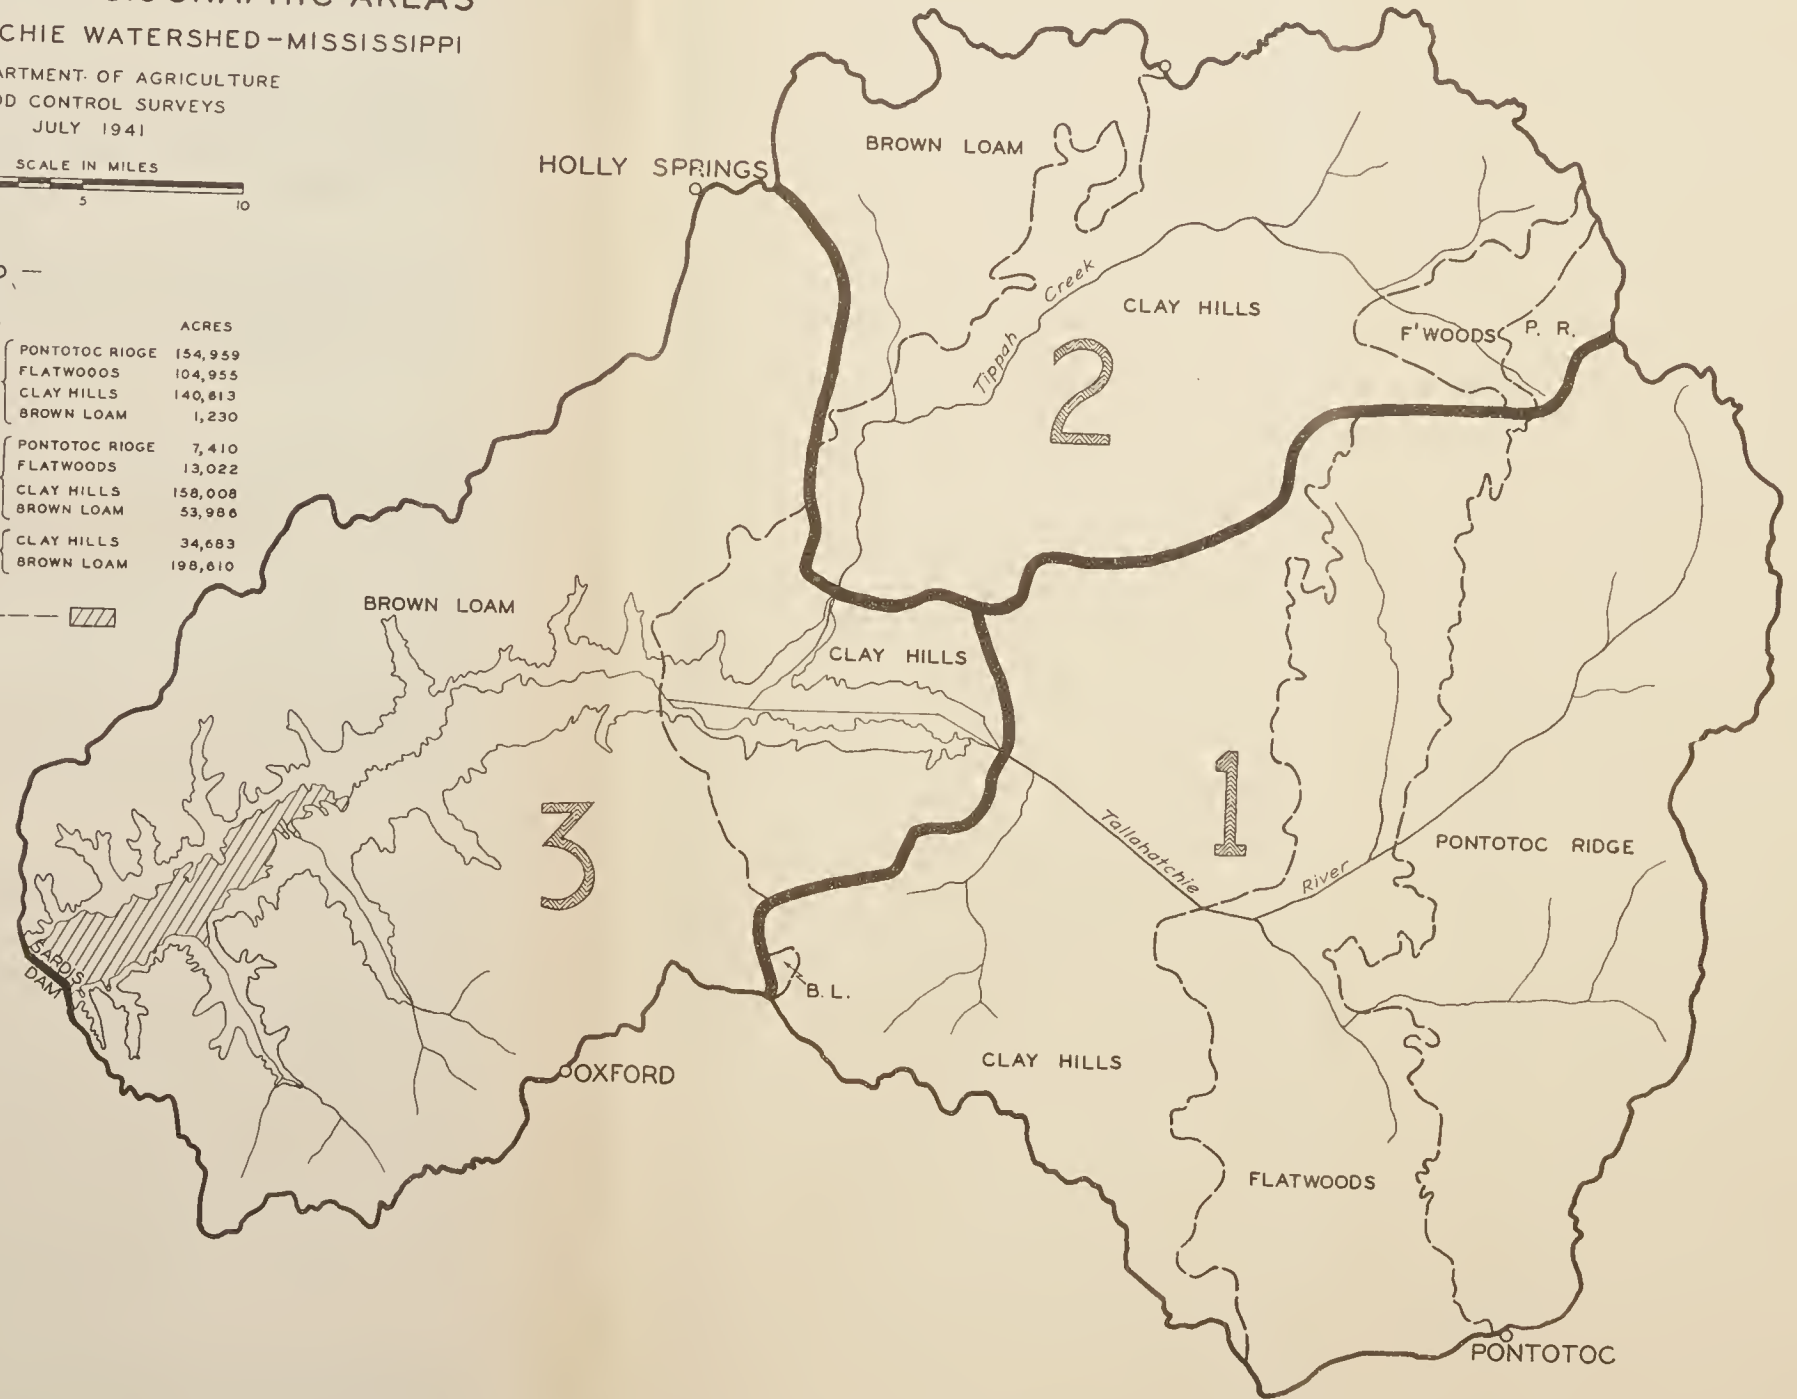 CHIE WATERSHED-MISSISSIPPI
ARTMENT. OF AGRICULTURE
OD CONTROL SURVEYS
JULY 1941
SCALE IN MILES
5 10
ACRES
PONTOTOC RIDGE 154,959
FLATWOODS 104,955
CLAY HILLS 140,613
BROWN LOAM 1,230
PONTOTOC RIDGE 7,410
FLATWOODS 13,022
CLAY HILLS 158,008
BROWN LOAM 53,986
CLAY HILLS 34,683
BROWN LOAM 198,610
HOLLY SPRINGS
BROWN LOAM
Tippah Creek
CLAY HILLS
F'WOODS
P. R.
2
BROWN LOAM
CLAY HILLS
3
1
Tallahatchie River
PONTOTOC RIDGE
SARDIS
DAM
B. L.
OXFORD
CLAY HILLS
FLATWOODS
PONTOTOC